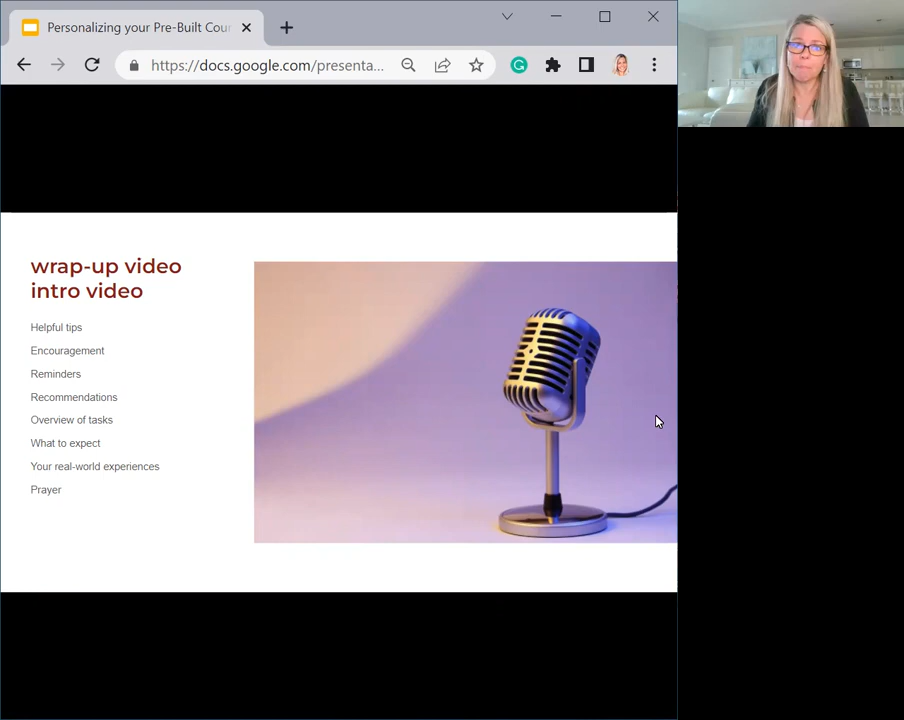 Personalizing your Pre-Built Cour
https://docs.google.com/presenta...
wrap-up video
intro video
Helpful tips
Encouragement
Reminders
Recommendations
Overview of tasks
What to expect
Your real-world experiences
Prayer